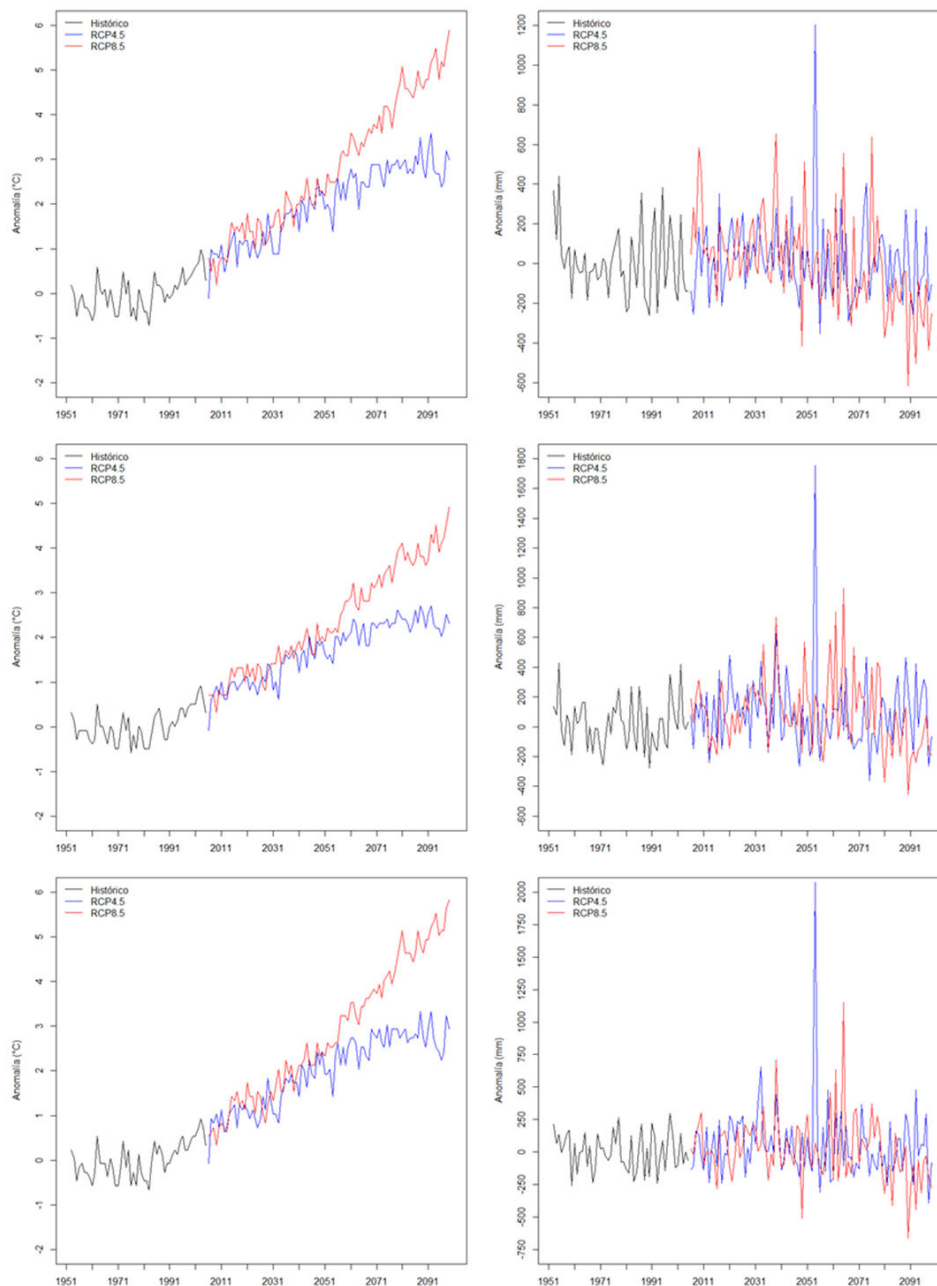 Histórico
RCP4.5
RCP8.5
Anomalía (°C)
6
5
4
3
2
1
0
-1
-2
1951 1971 1991 2011 2031 2051 2071 2091
Histórico
RCP4.5
RCP8.5
Anomalía (mm)
1200
1000
800
600
400
200
0
-200
-400
-600
1951 1971 1991 2011 2031 2051 2071 2091
Histórico
RCP4.5
RCP8.5
Anomalía (°C)
6
5
4
3
2
1
0
-1
-2
1951 1971 1991 2011 2031 2051 2071 2091
Histórico
RCP4.5
RCP8.5
Anomalía (mm)
1800
1600
1400
1200
1000
800
600
400
200
0
-200
-400
-600
1951 1971 1991 2011 2031 2051 2071 2091
Histórico
RCP4.5
RCP8.5
Anomalía (°C)
6
5
4
3
2
1
0
-1
-2
1951 1971 1991 2011 2031 2051 2071 2091
Histórico
RCP4.5
RCP8.5
Anomalía (mm)
2000
1750
1500
1250
1000
750
500
250
0
-250
-500
-750
1951 1971 1991 2011 2031 2051 2071 2091